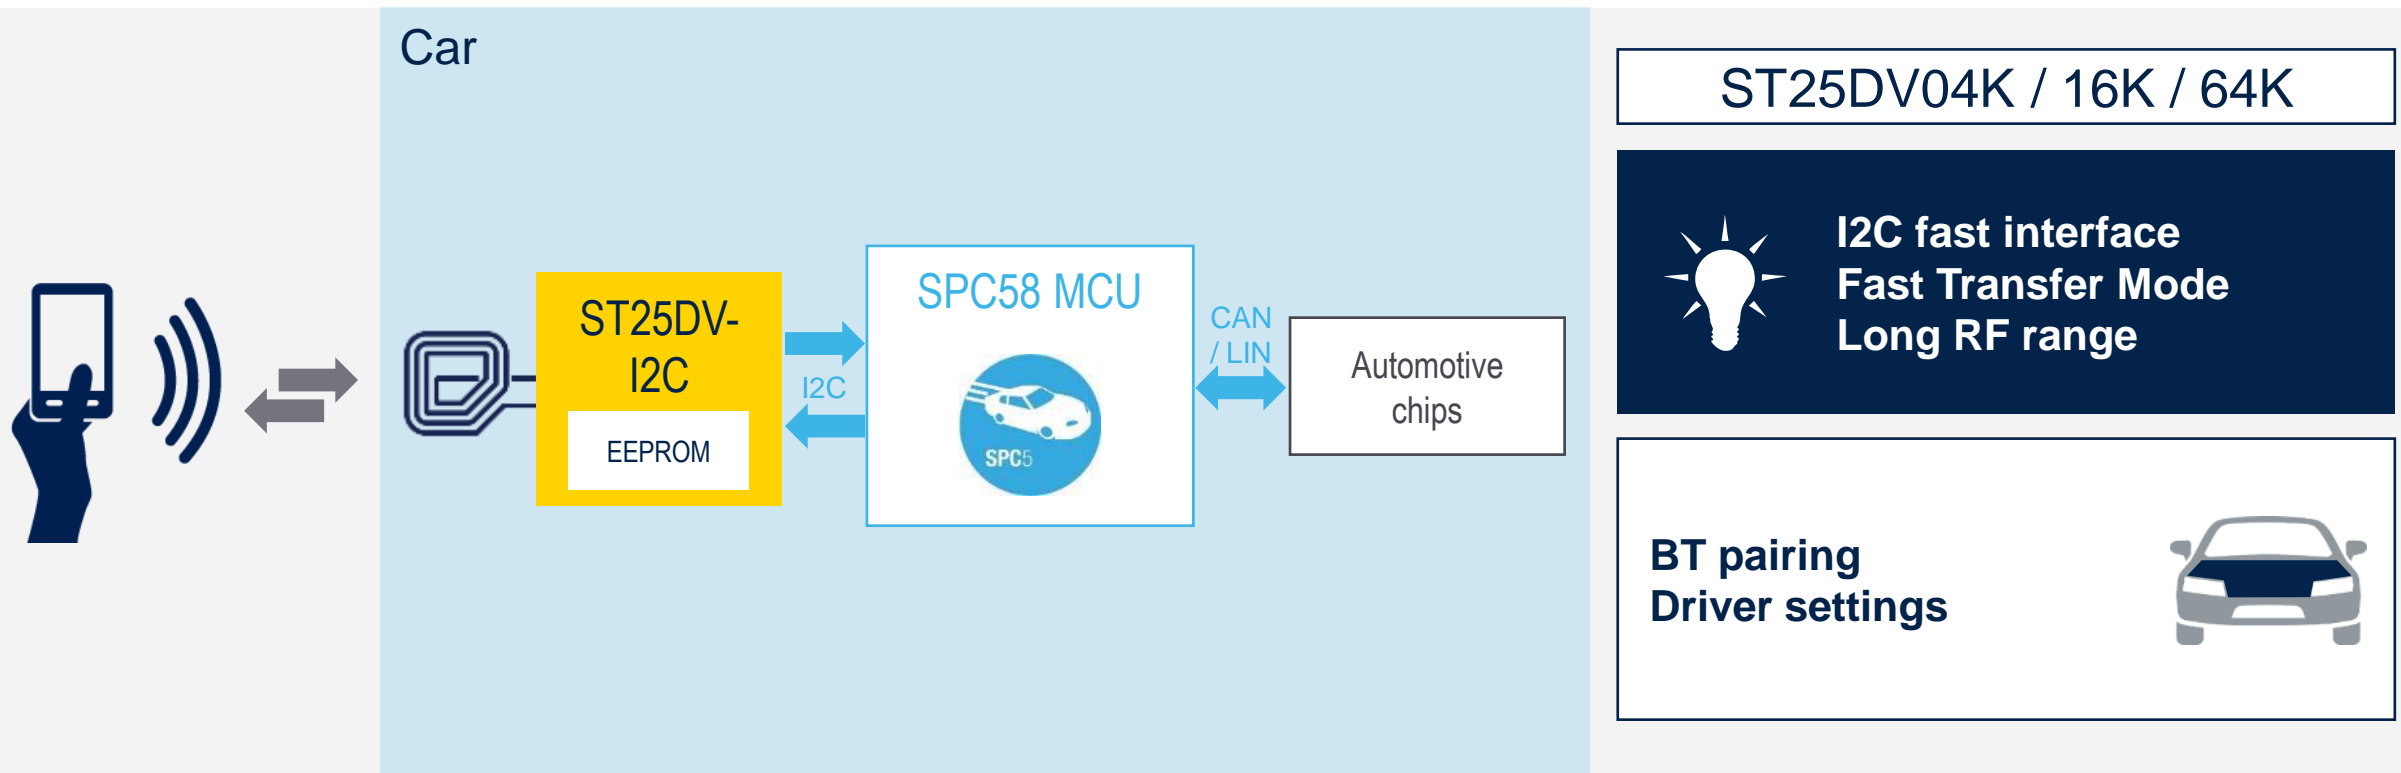 Car
ST25DV-
I2C
EEPROM
I2C
SPC58 MCU
SPC5
CAN
/ LIN
Automotive
chips
ST25DV04K / 16K / 64K
I2C fast interface
Fast Transfer Mode
Long RF range
BT pairing
Driver settings